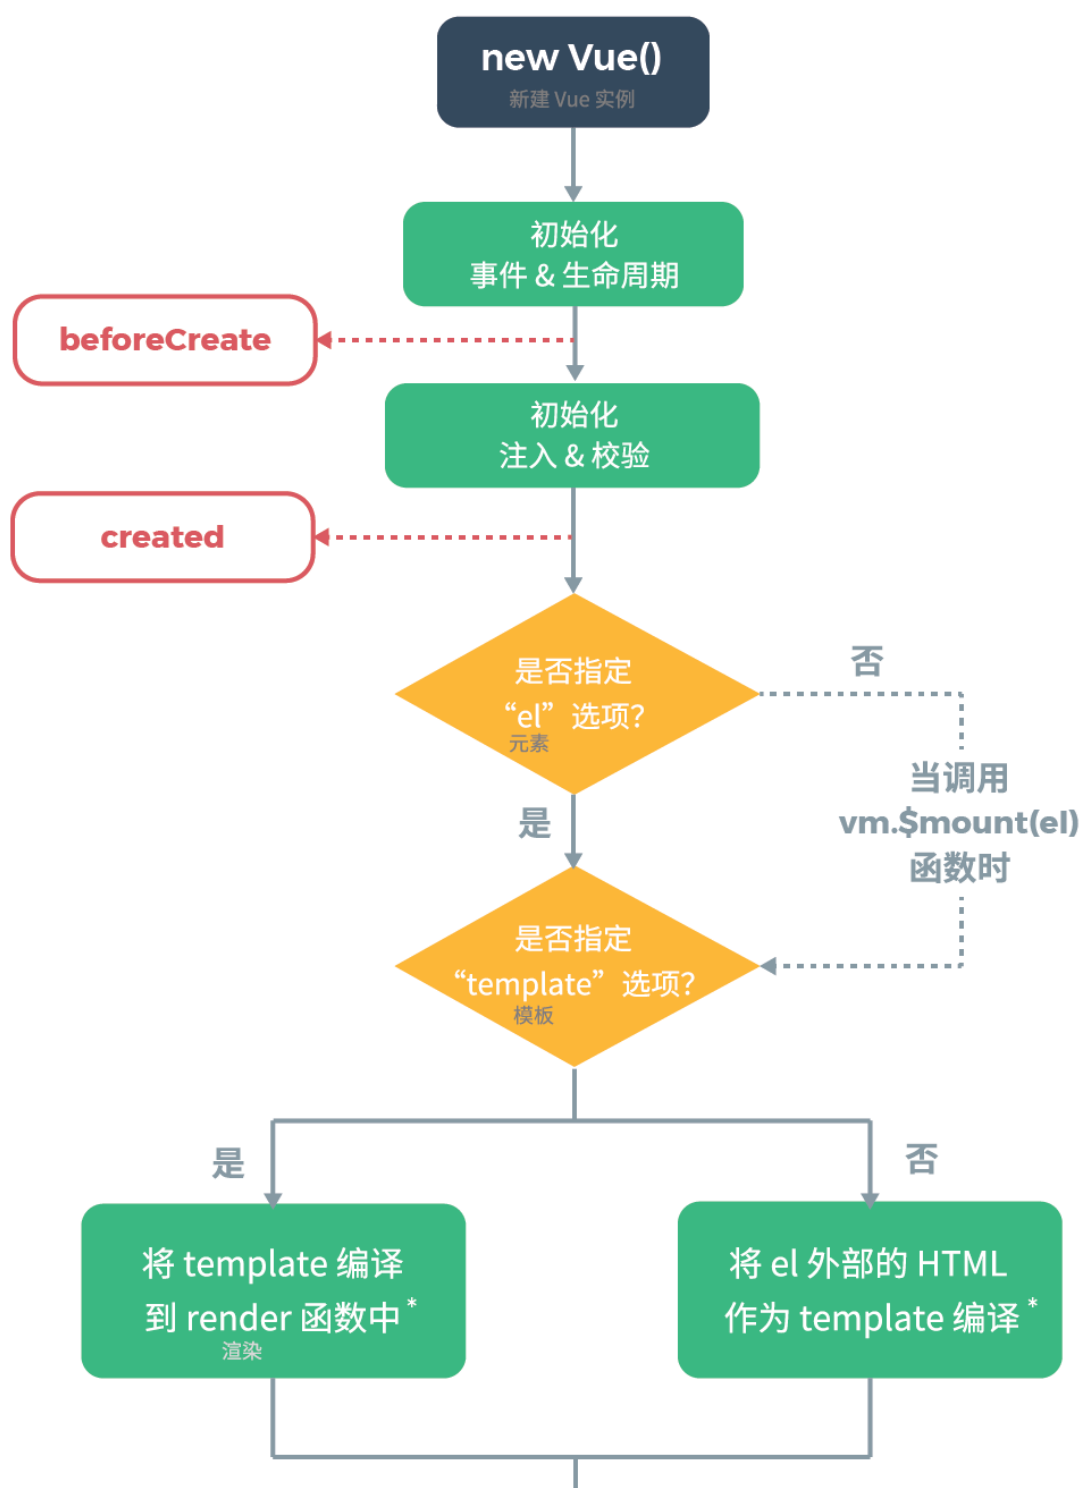 new Vue()
新建 Vue 实例
初始化
事件 & 生命周期
beforeCreate
初始化
注入 & 校验
created
是否指定
“el” 选项?
元素
否
是
当调用
vm.$mount(el)
函数时
是否指定
“template” 选项?
模板
是
否
将 template 编译
到 render 函数中*
渲染
将 el 外部的 HTML
作为 template 编译*